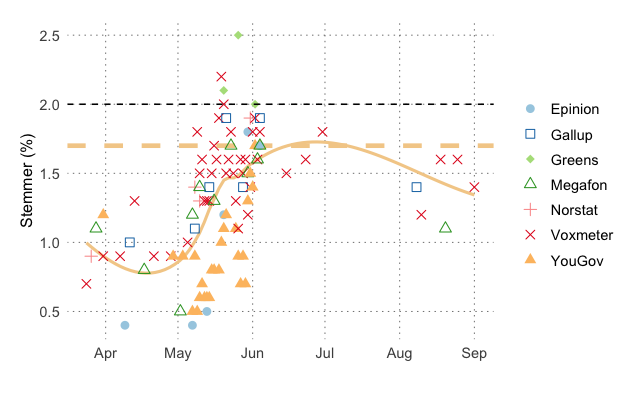 2.5
2.0
1.5
1.0
0.5
Stemmer (%)
Apr May Jun Jul Aug Sep
Epinion
Gallup
Greens
Megafon
Norstat
Voxmeter
YouGov